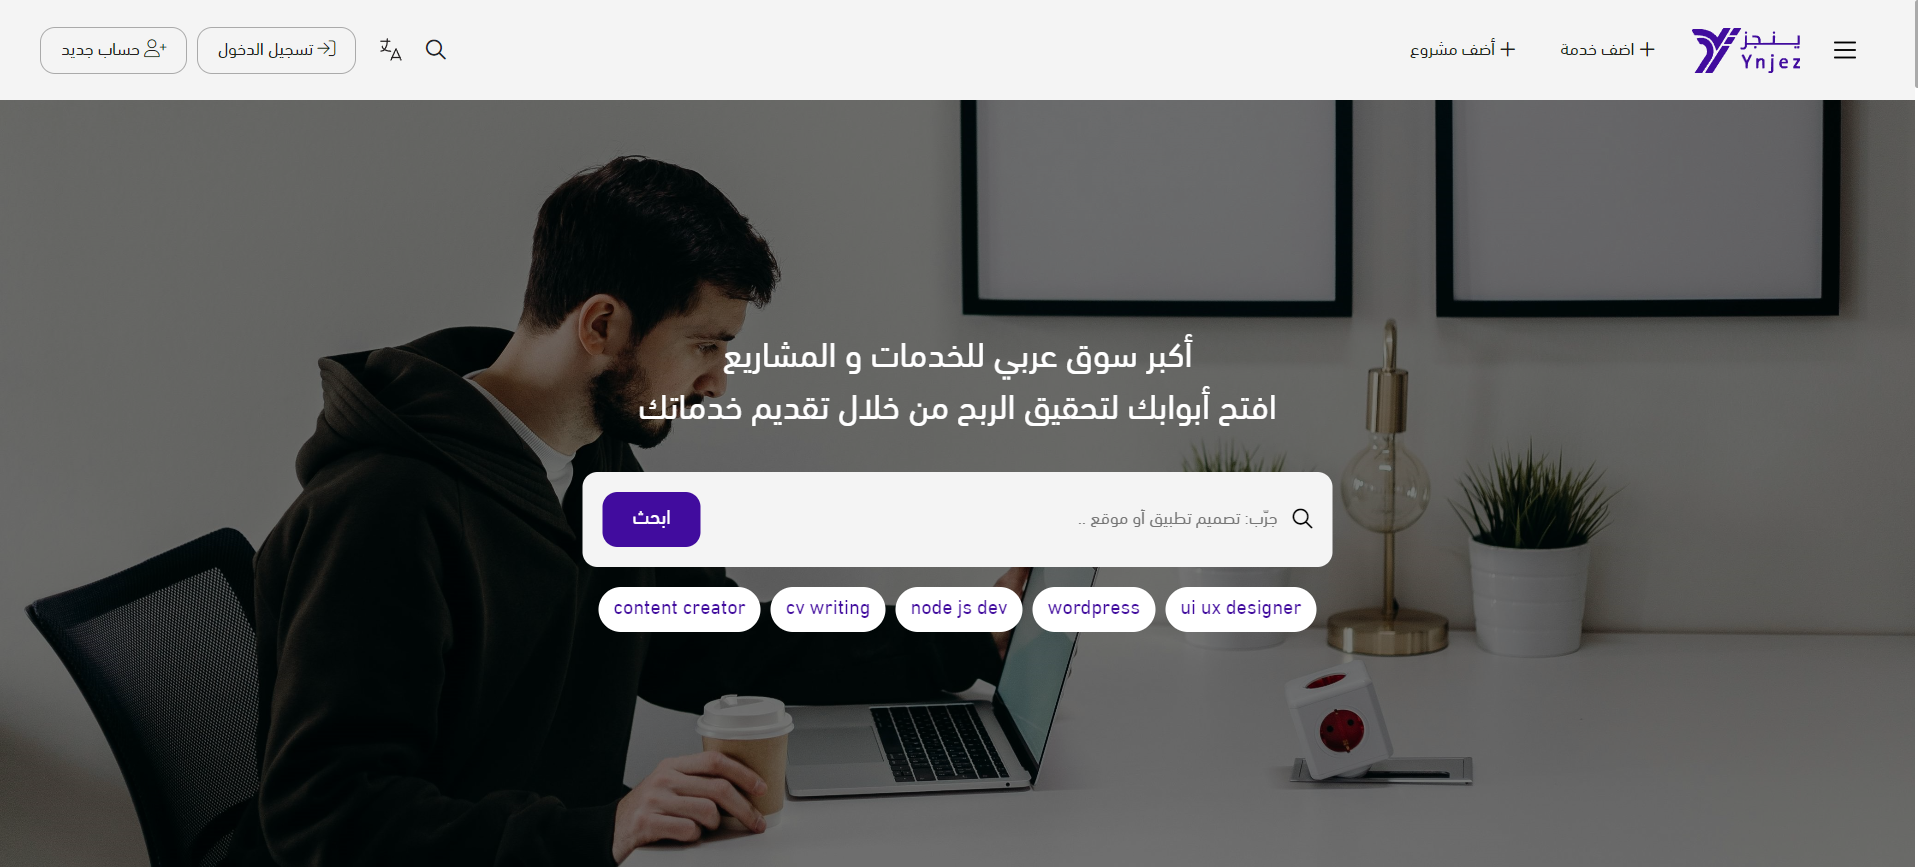 ينجز
Ynjez
اضف خدمة
أضف مشروع
تسجيل الدخول
حساب جديد
أكبر سوق عربي للخدمات و المشاريع
افتح أبوابك لتحقيق الربح من خلال تقديم خدماتك
جرّب: تصميم تطبيق أو موقع ..
ابحث
ui ux designer
wordpress
node js dev
cv writing
content creator